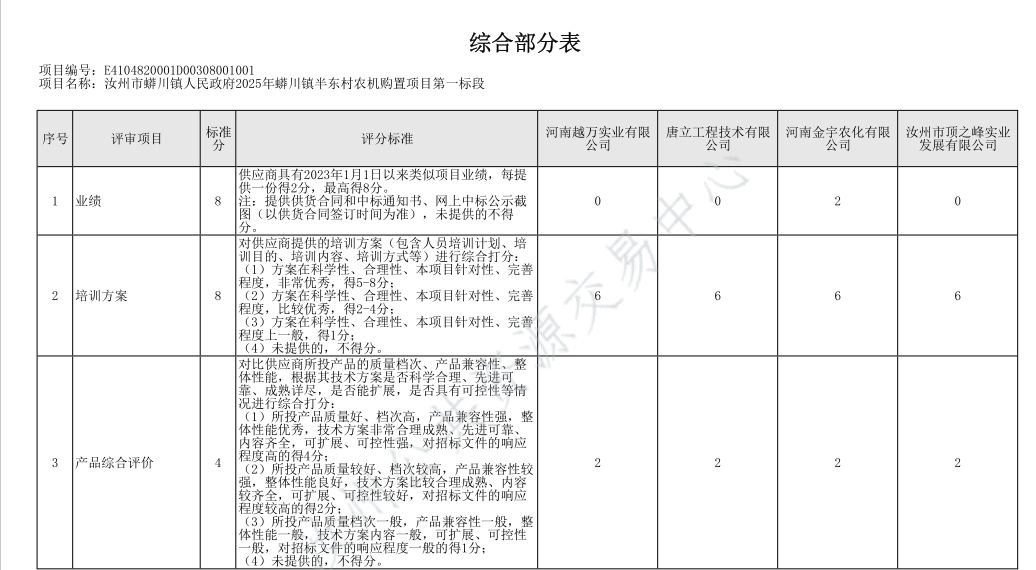 综合部分表
项目编号：E4104820001D00308001001
项目名称：汝州市蟒川镇人民政府2025年蟒川镇半东村农机购置项目第一标段
序号 评审项目 标准分 评分标准 河南越万实业有限公司 唐立工程技术有限公司 河南金宇农化有限公司 汝州市顶之峰实业发展有限公司
1 业绩 8
供应商具有2023年1月1日以来类似项目业绩，每提
供一份得2分，最高得8分。
注：提供供货合同和中标通知书、网上中标公示截
图（以供货合同签订时间为准），未提供的不得
分。
0 0 2 0
2 培训方案 8
对供应商提供的培训方案（包含人员培训计划、培
训目的、培训内容、培训方式等）进行综合打分：
（1）方案在科学性、合理性、本项目针对性、完善
程度，非常优秀，得5-8分；
（2）方案在科学性、合理性、本项目针对性、完善
程度，比较优秀，得2-4分；
（3）方案在科学性、合理性、本项目针对性、完善
程度上一般，得1分；
（4）未提供的，不得分。
6 6 6 6
3 产品综合评价 4
对比供应商所投产品的质量档次、产品兼容性、整
体性能，根据其技术方案是否科学合理、先进可
靠、成熟详尽，是否能扩展，是否具有可控性等情
况进行综合打分：
（1）所投产品质量好、档次高，产品兼容性强，整
体性能优秀，技术方案非常合理成熟、先进可靠、
内容齐全，可扩展、可控性强，对招标文件的响应
程度高的得4分；
（2）所投产品质量较好、档次较高，产品兼容性较
强，整体性能良好，技术方案比较合理成熟、内容
较齐全，可扩展、可控性较好，对招标文件的响应
程度较高的得2分；
（3）所投产品质量档次一般，产品兼容性一般，整
体性能一般，技术方案内容一般，可扩展、可控性
一般，对招标文件的响应程度一般的得1分；
（4）未提供的，不得分。
2 2 2 2
公共资源交易中心